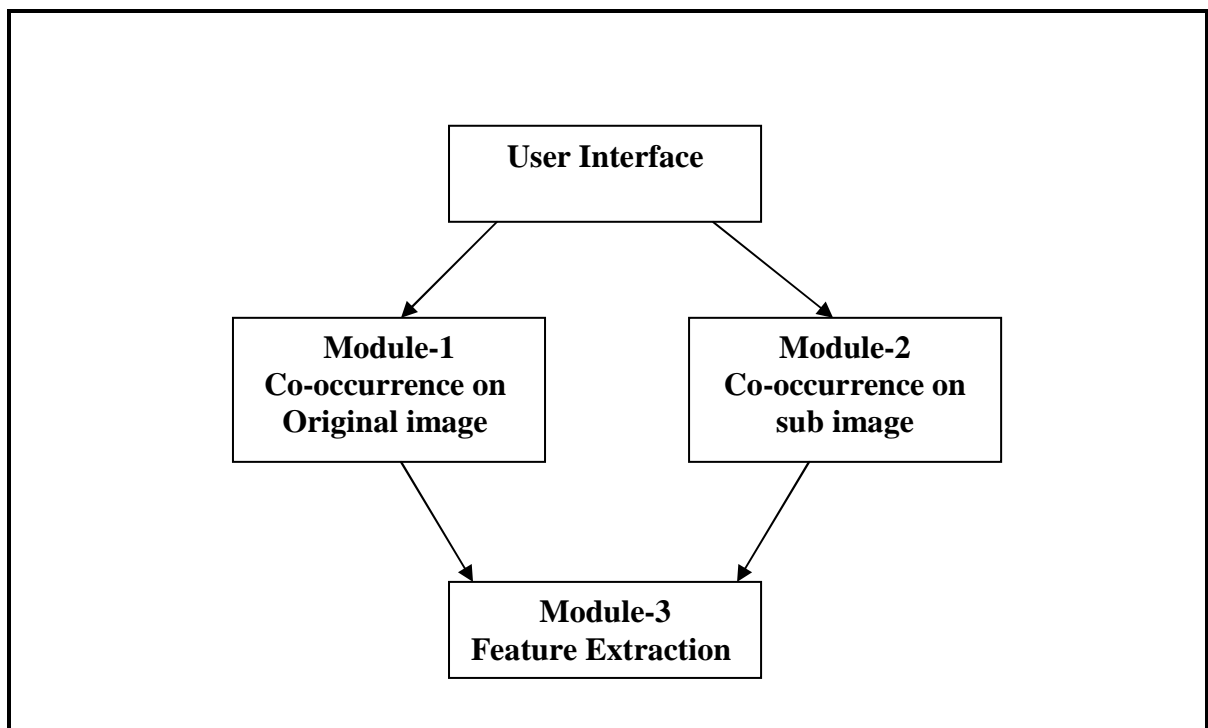 User Interface
Module-1
Co-occurrence on
Original image
Module-2
Co-occurrence on
sub image
Module-3
Feature Extraction